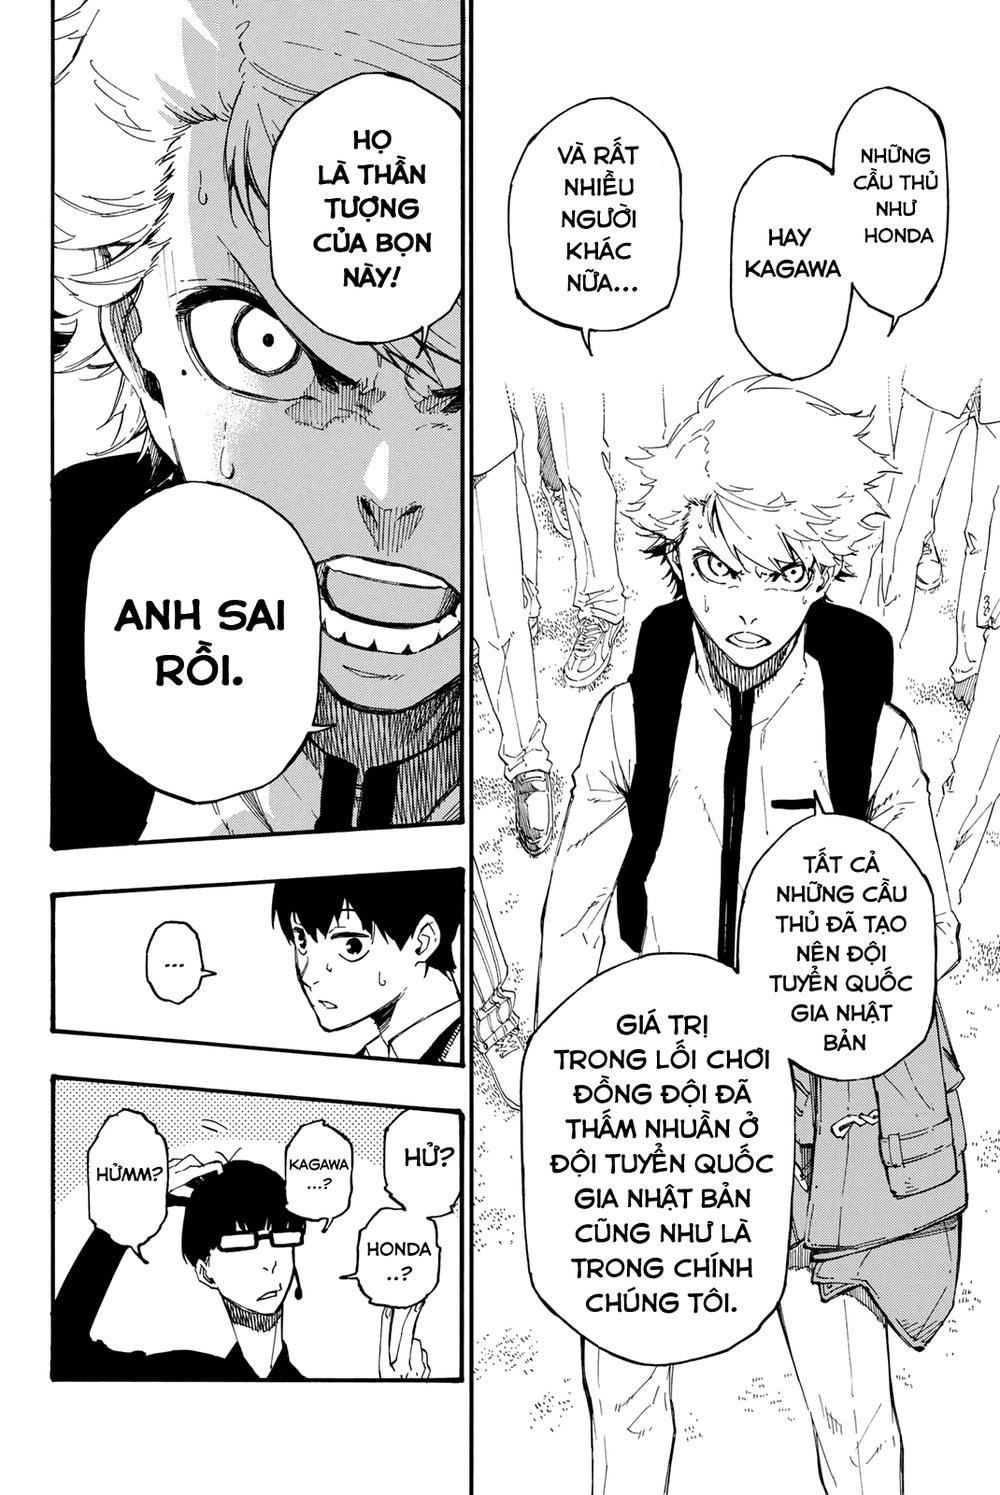 NHỮNG
CẦU THỦ
NHƯ
HONDA
HAY
KAGAWA
VÀ RẤT
NHIỀU
NGƯỜI
KHÁC
NỮA...
TẤT CẢ
NHỮNG CẦU
THỦ ĐÃ TẠO
NÊN ĐỘI
TUYỂN QUỐC
GIA NHẬT
BẢN
GIÁ TRỊ
TRONG LỐI CHƠI
ĐỒNG ĐỘI ĐÃ
THẤM NHUẦN Ở
ĐỘI TUYỂN QUỐC
GIA NHẬT BẢN
CŨNG NHƯ LÀ
TRONG CHÍNH
CHÚNG TÔI.
HỌ
LÀ THẦN
TƯỢNG
CỦA BỌN
NÀY!
ANH SAI
RỒI.
...
HỬ?
HONDA
..?
KAGAWA
...?
HỬMM?